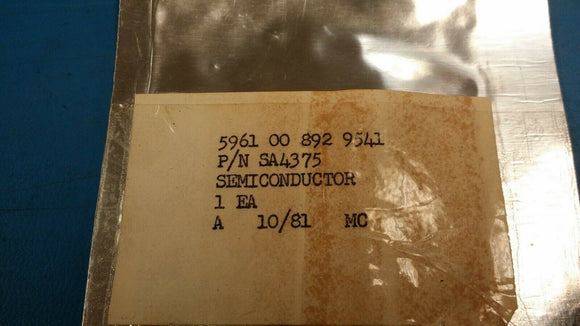 5961 00 892 9541
P/N SA4375
SEMICONDUCTOR
1 EA
A 10/81 MC